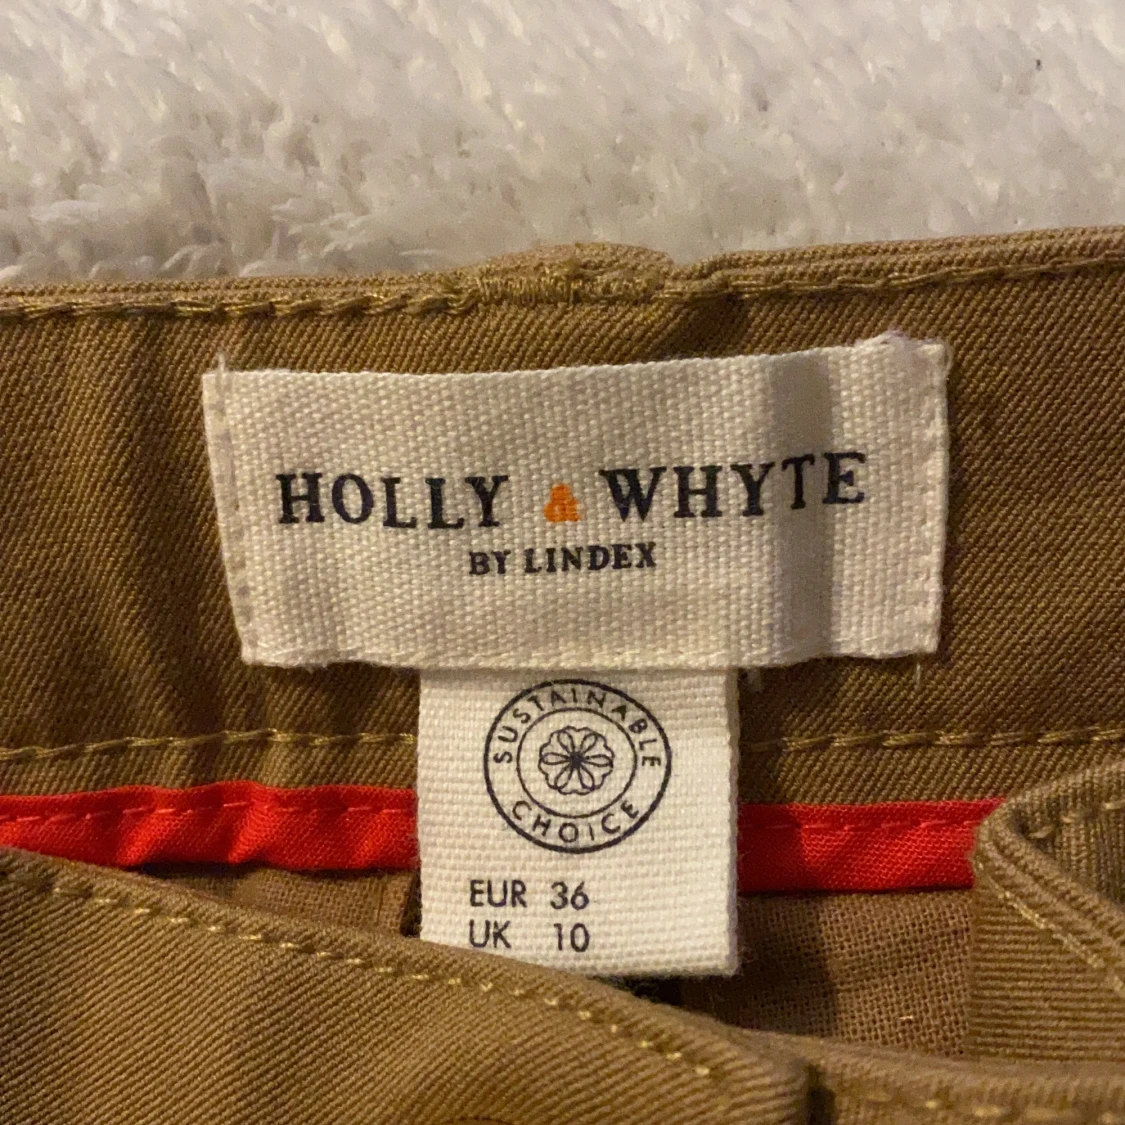 HOLLY & WHYTE
BY LINDEX
SUSTAINABLE
CHOICE
EUR 36
UK 10